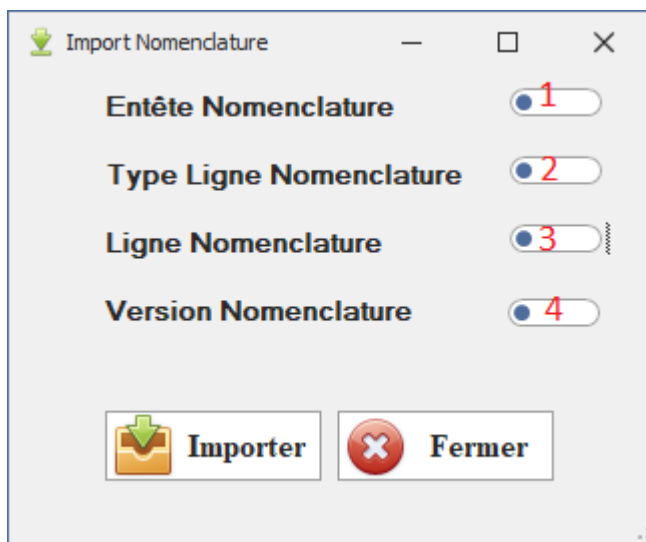 Import Nomenclature
Entête Nomenclature 1
Type Ligne Nomenclature 2
Ligne Nomenclature 3
Version Nomenclature 4
Importer Fermer